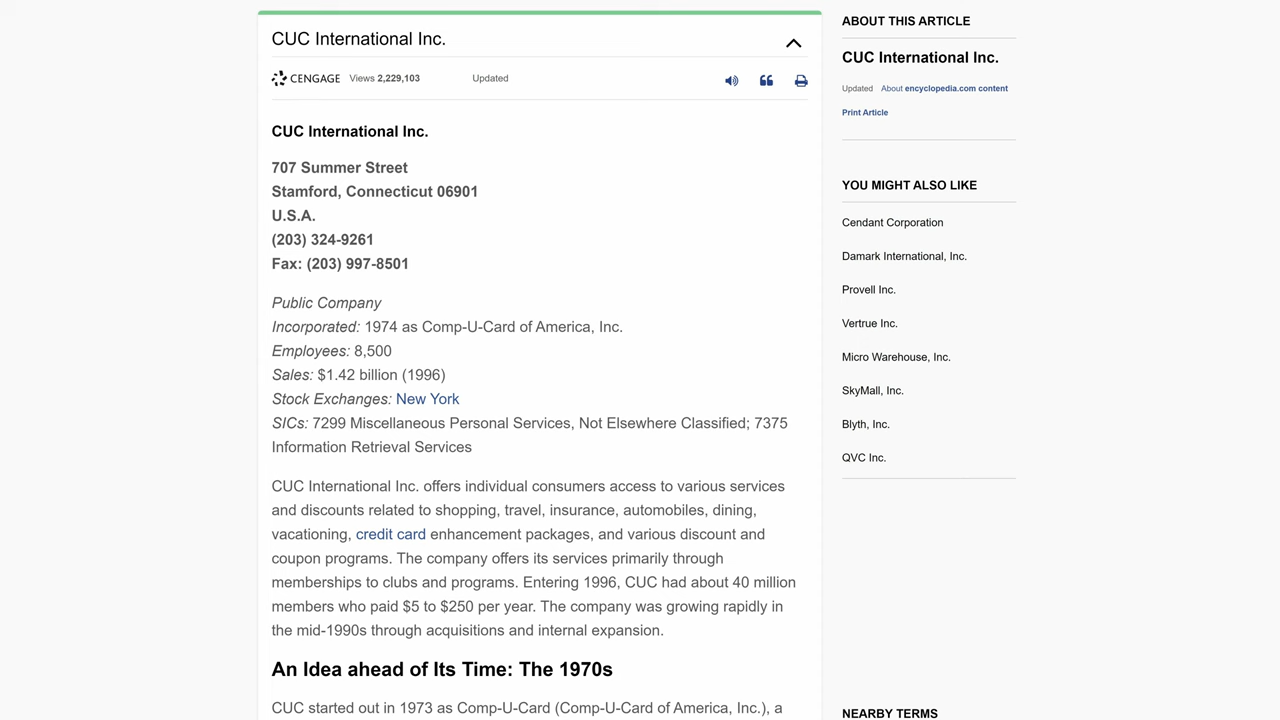 CUC International Inc.
CENGAGE Views 2,229,103 Updated
CUC International Inc.
707 Summer Street
Stamford, Connecticut 06901
U.S.A.
(203) 324-9261
Fax: (203) 997-8501
Public Company
Incorporated: 1974 as Comp-U-Card of America, Inc.
Employees: 8,500
Sales: $1.42 billion (1996)
Stock Exchanges: New York
SICs: 7299 Miscellaneous Personal Services, Not Elsewhere Classified; 7375
Information Retrieval Services
CUC International Inc. offers individual consumers access to various services
and discounts related to shopping, travel, insurance, automobiles, dining,
vacationing, credit card enhancement packages, and various discount and
coupon programs. The company offers its services primarily through
memberships to clubs and programs. Entering 1996, CUC had about 40 million
members who paid $5 to $250 per year. The company was growing rapidly in
the mid-1990s through acquisitions and internal expansion.
An Idea ahead of Its Time: The 1970s
CUC started out in 1973 as Comp-U-Card (Comp-U-Card of America, Inc.), a
ABOUT THIS ARTICLE
CUC International Inc.
Updated About encyclopedia.com content
Print Article
YOU MIGHT ALSO LIKE
Cendant Corporation
Damark International, Inc.
Provell Inc.
Vertrue Inc.
Micro Warehouse, Inc.
SkyMall, Inc.
Blyth, Inc.
QVC Inc.
NEARBY TERMS